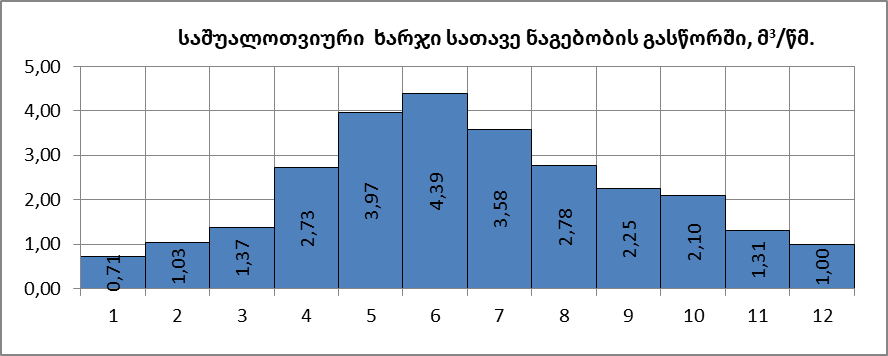 საშუალოთვიური ხარჯი სათავე ნაგებობის გასწორში, მ³/წმ.
5,00
4,00
3,00
2,00
1,00
0,00
0,71 1,03 1,37 2,73 3,97 4,39 3,58 2,78 2,25 2,10 1,31 1,00
1 2 3 4 5 6 7 8 9 10 11 12